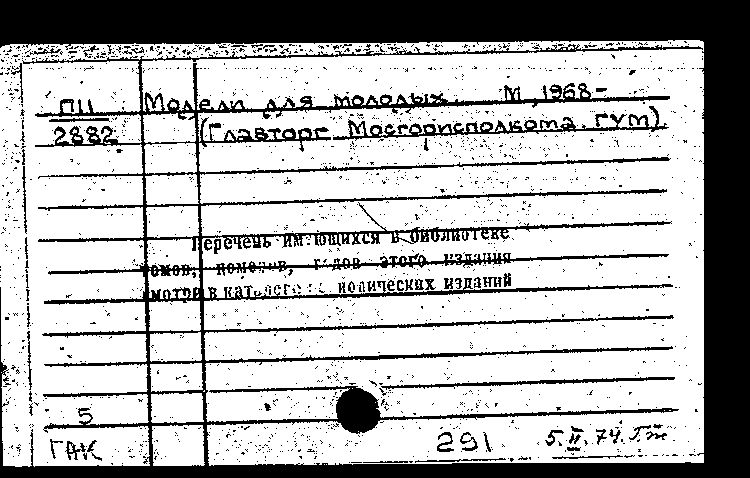 П11 Модели для молодых. М., 1968-
2882 (Главторг Мосгорисполкома. ГУМ).
Перечень имеющихся в библиотеке
томов, номеров, годов этого издания
смотри в каталоге периодических изданий
5
ГАК 291 5.II.74.